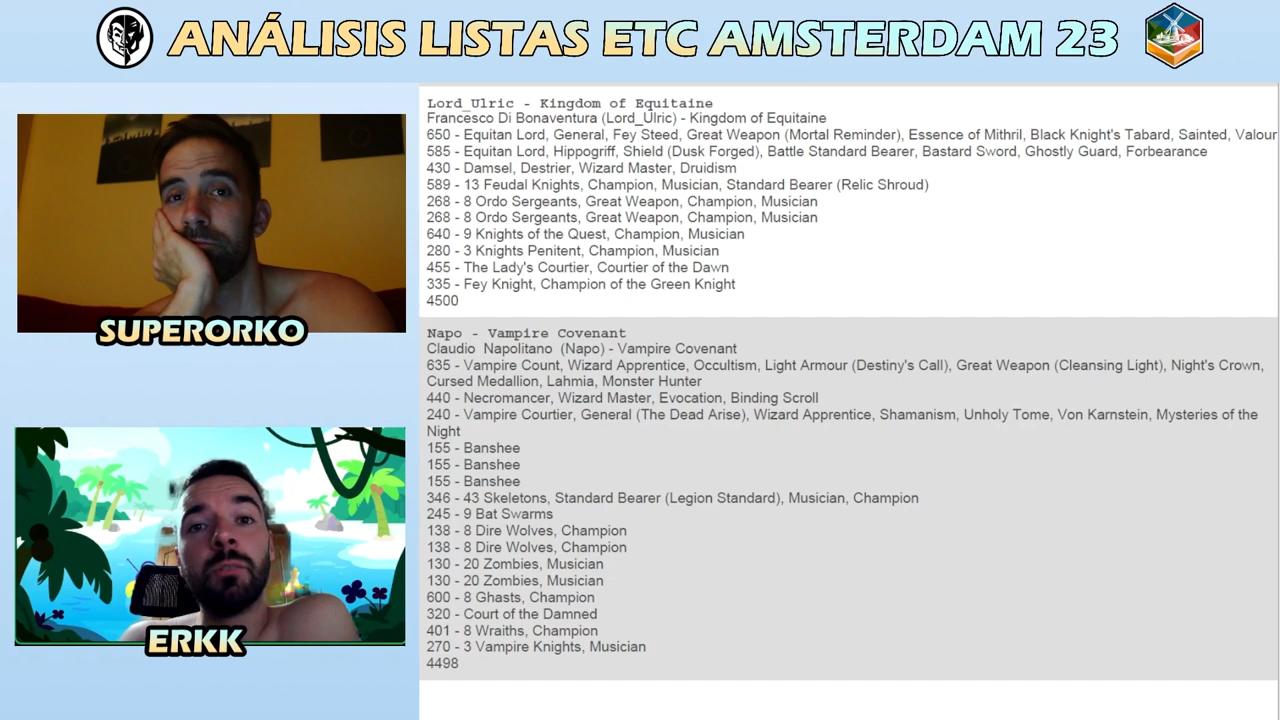 ANÁLISIS LISTAS ETC AMSTERDAM 23
Lord_Ulric - Kingdom of Equitaine
Francesco Di Bonaventura (Lord_Ulric) - Kingdom of Equitaine
650 - Equitan Lord, General, Fey Steed, Great Weapon (Mortal Reminder), Essence of Mithril, Black Knight's Tabard, Sainted, Valour
585 - Equitan Lord, Hippogriff, Shield (Dusk Forged), Battle Standard Bearer, Bastard Sword, Ghostly Guard, Forbearance
430 - Damsel, Destrier, Wizard Master, Druidism
589 - 13 Feudal Knights, Champion, Musician, Standard Bearer (Relic Shroud)
268 - 8 Ordo Sergeants, Great Weapon, Champion, Musician
268 - 8 Ordo Sergeants, Great Weapon, Champion, Musician
640 - 9 Knights of the Quest, Champion, Musician
280 - 3 Knights Penitent, Champion, Musician
455 - The Lady's Courtier, Courtier of the Dawn
335 - Fey Knight, Champion of the Green Knight
4500
SUPERORKO
Napo - Vampire Covenant
Claudio Napolitano (Napo) - Vampire Covenant
635 - Vampire Count, Wizard Apprentice, Occultism, Light Armour (Destiny's Call), Great Weapon (Cleansing Light), Night's Crown,
Cursed Medallion, Lahmia, Monster Hunter
440 - Necromancer, Wizard Master, Evocation, Binding Scroll
240 - Vampire Courtier, General (The Dead Arise), Wizard Apprentice, Shamanism, Unholy Tome, Von Karnstein, Mysteries of the
Night
155 - Banshee
155 - Banshee
155 - Banshee
346 - 43 Skeletons, Standard Bearer (Legion Standard), Musician, Champion
245 - 9 Bat Swarms
138 - 8 Dire Wolves, Champion
138 - 8 Dire Wolves, Champion
130 - 20 Zombies, Musician
130 - 20 Zombies, Musician
600 - 8 Ghasts, Champion
320 - Court of the Damned
401 - 8 Wraiths, Champion
270 - 3 Vampire Knights, Musician
4498
ERKK